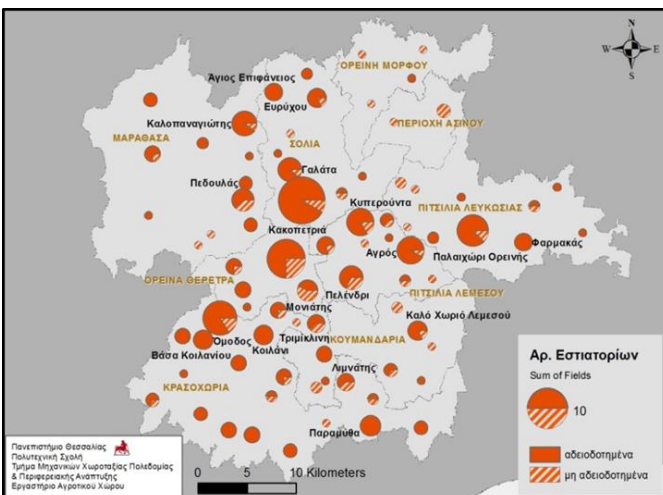 N
W E
S
ΟΡΕΙΝΗ ΜΟΡΦΟΥ
Άγιος Επιφάνειος
Ευρύχου
ΠΕΡΙΟΧΗ ΑΣΙΝΟΥ
Καλοπαναγιώτης
ΜΑΡΑΘΑΣΑ
ΣΟΛΙΑ
Γαλάτα
Πεδουλάς
Κυπερούντα
ΠΙΤΣΙΛΙΑ ΛΕΥΚΩΣΙΑΣ
Κακοπετριά
Φαρμακάς
Αγρός
Παλαιχώρι Ορεινής
ΟΡΕΙΝΑ ΘΕΡΕΤΡΑ
Πελένδρι
ΠΙΤΣΙΛΙΑ ΛΕΜΕΣΟΥ
Μονιάτης
Καλό Χωριό Λεμεσού
Όμοδος
Τριμίκλινη
ΚΟΥΜΑΝΔΑΡΙΑ
Βάσα Κοιλανίου
Κοιλάνι
Λιμνάτης
ΚΡΑΣΟΧΩΡΙΑ
Παραμύθα
Αρ. Εστιατορίων
Sum of Fields
10
αδειοδοτημένα
μη αδειοδοτημένα
Πανεπιστήμιο Θεσσαλίας
Πολυτεχνική Σχολή
Τμήμα Μηχανικών Χωροταξίας Πολεοδομίας
& Περιφερειακής Ανάπτυξης
Εργαστήριο Αγροτικού Χώρου
0 5 10 Kilometers